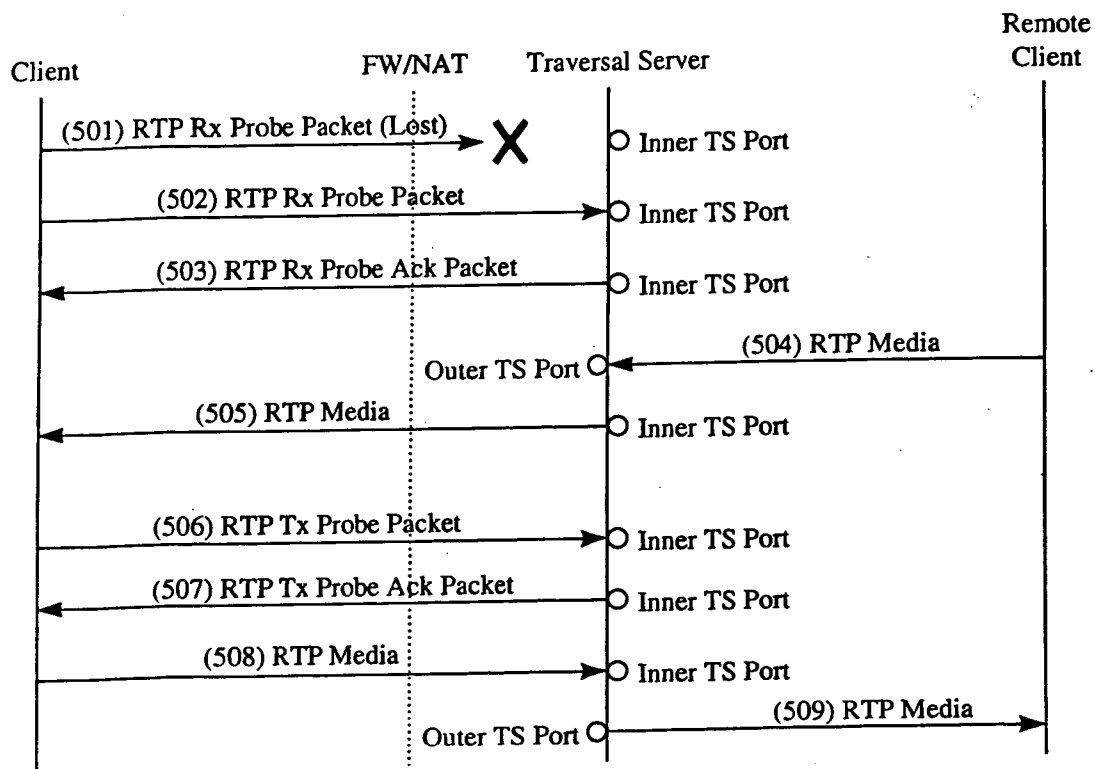 Remote
Client
Client
FW/NAT
Traversal Server
(501) RTP Rx Probe Packet (Lost)
Inner TS Port
(502) RTP Rx Probe Packet
Inner TS Port
(503) RTP Rx Probe Ack Packet
Inner TS Port
(504) RTP Media
Outer TS Port
(505) RTP Media
Inner TS Port
(506) RTP Tx Probe Packet
Inner TS Port
(507) RTP Tx Probe Ack Packet
Inner TS Port
(508) RTP Media
Inner TS Port
(509) RTP Media
Outer TS Port